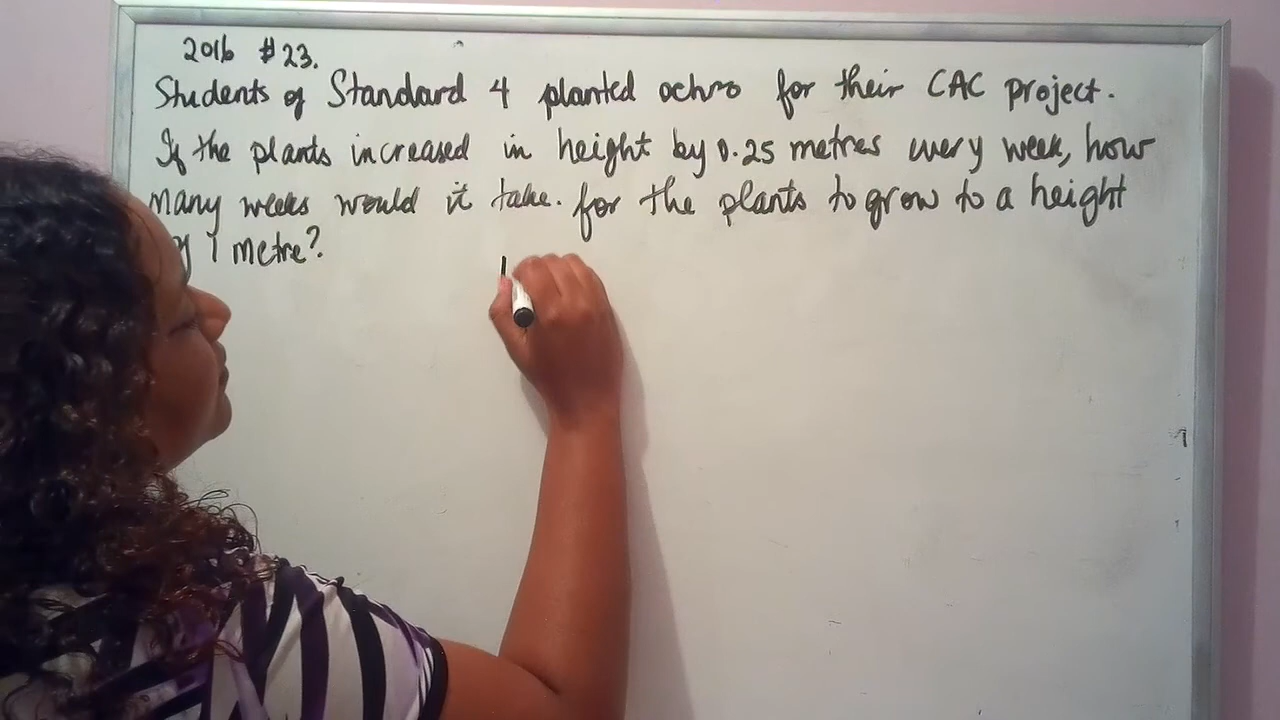 2016 #23.
Students of Standard 4 planted ochro for their CAC project.
If the plants increased in height by 0.25 metres every week, how
many weeks would it take. for the plants to grow to a height
of 1 metre?